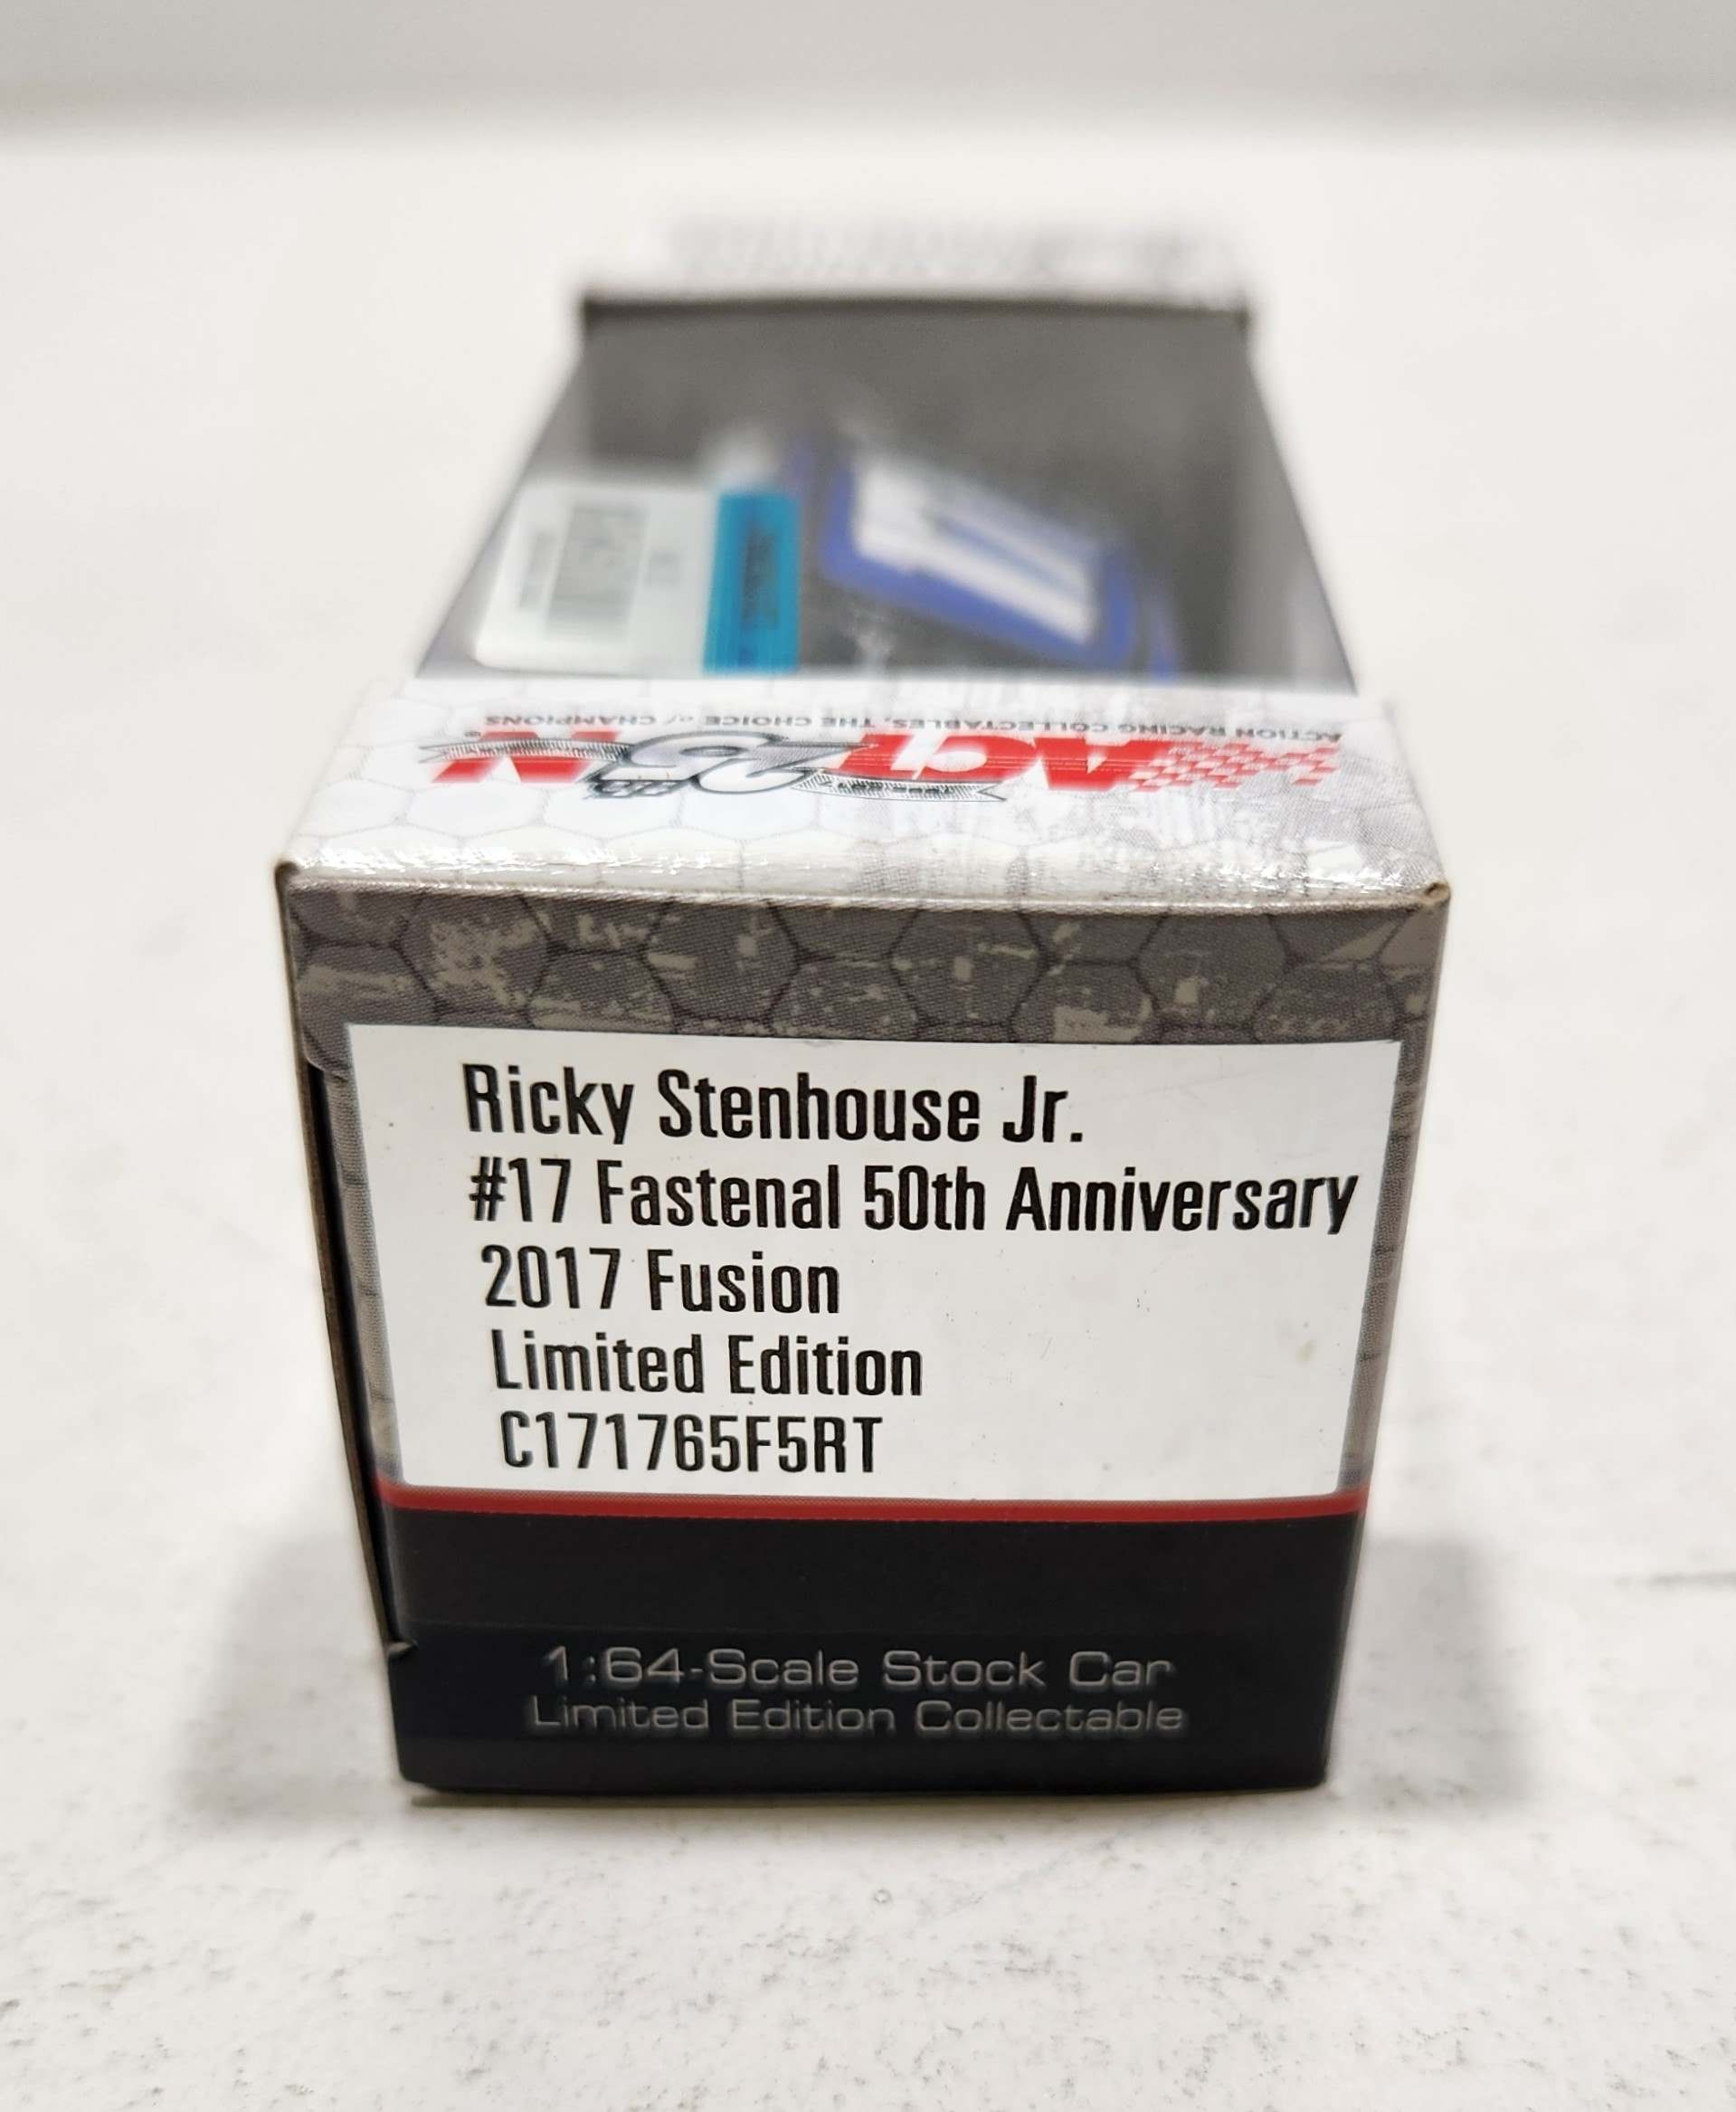 ACTION RACING COLLECTABLES, THE CHOICE OF CHAMPIONS
ACTION
25
Ricky Stenhouse Jr.
#17 Fastenal 50th Anniversary
2017 Fusion
Limited Edition
C171765F5RT
1:64-Scale Stock Car
Limited Edition Collectable